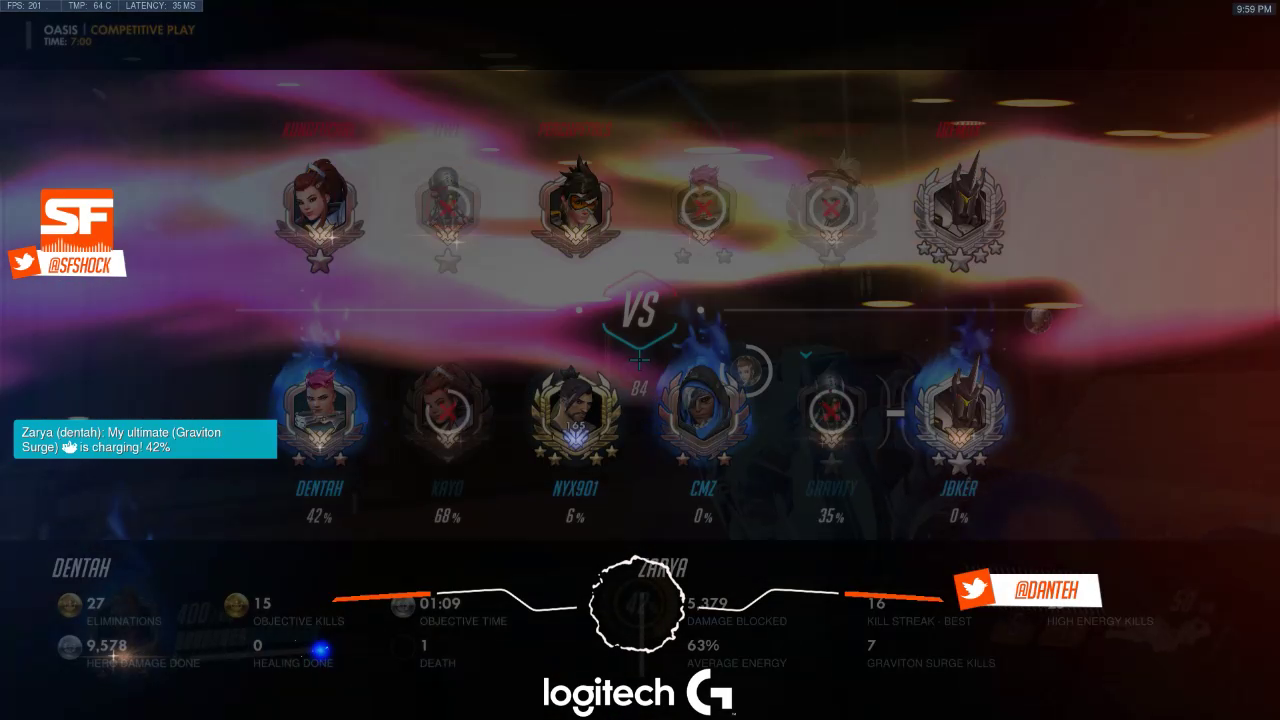 FPS: 201 TMP: 64 C LATENCY: 35 MS
9:59 PM
OASIS | COMPETITIVE PLAY
TIME: 7:00
SF
@SFSHOCK
VS
84
165
Zarya (dentah): My ultimate (Graviton
Surge) is charging! 42%
DENTAH KAYO NYX901 CMZ GRAVITY JOKÊR
42% 68% 6% 0% 35% 0%
DENTAH ZARYA
@DANTEH
27 15 01:09 5,379 16
ELIMINATIONS OBJECTIVE KILLS OBJECTIVE TIME DAMAGE BLOCKED KILL STREAK - BEST HIGH ENERGY KILLS
9,578 0 1 63% 7
HERO DAMAGE DONE HEALING DONE DEATH AVERAGE ENERGY GRAVITON SURGE KILLS
logitech G